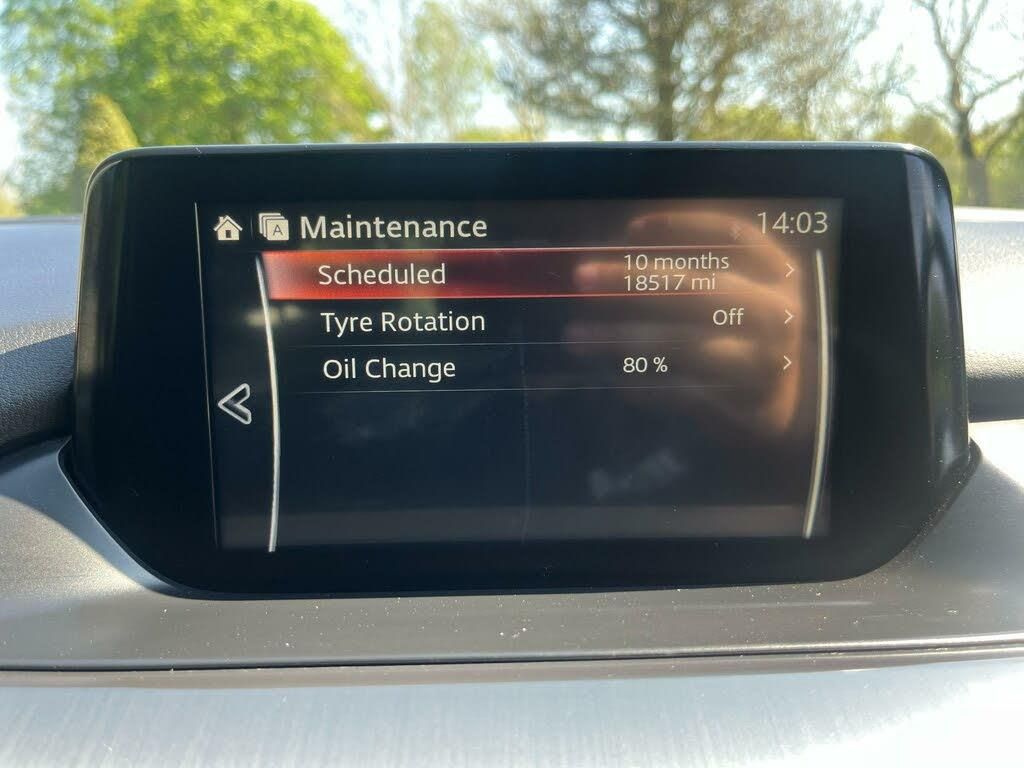 A Maintenance 14:03
Scheduled 10 months
18517 mi
Tyre Rotation Off
Oil Change 80 %